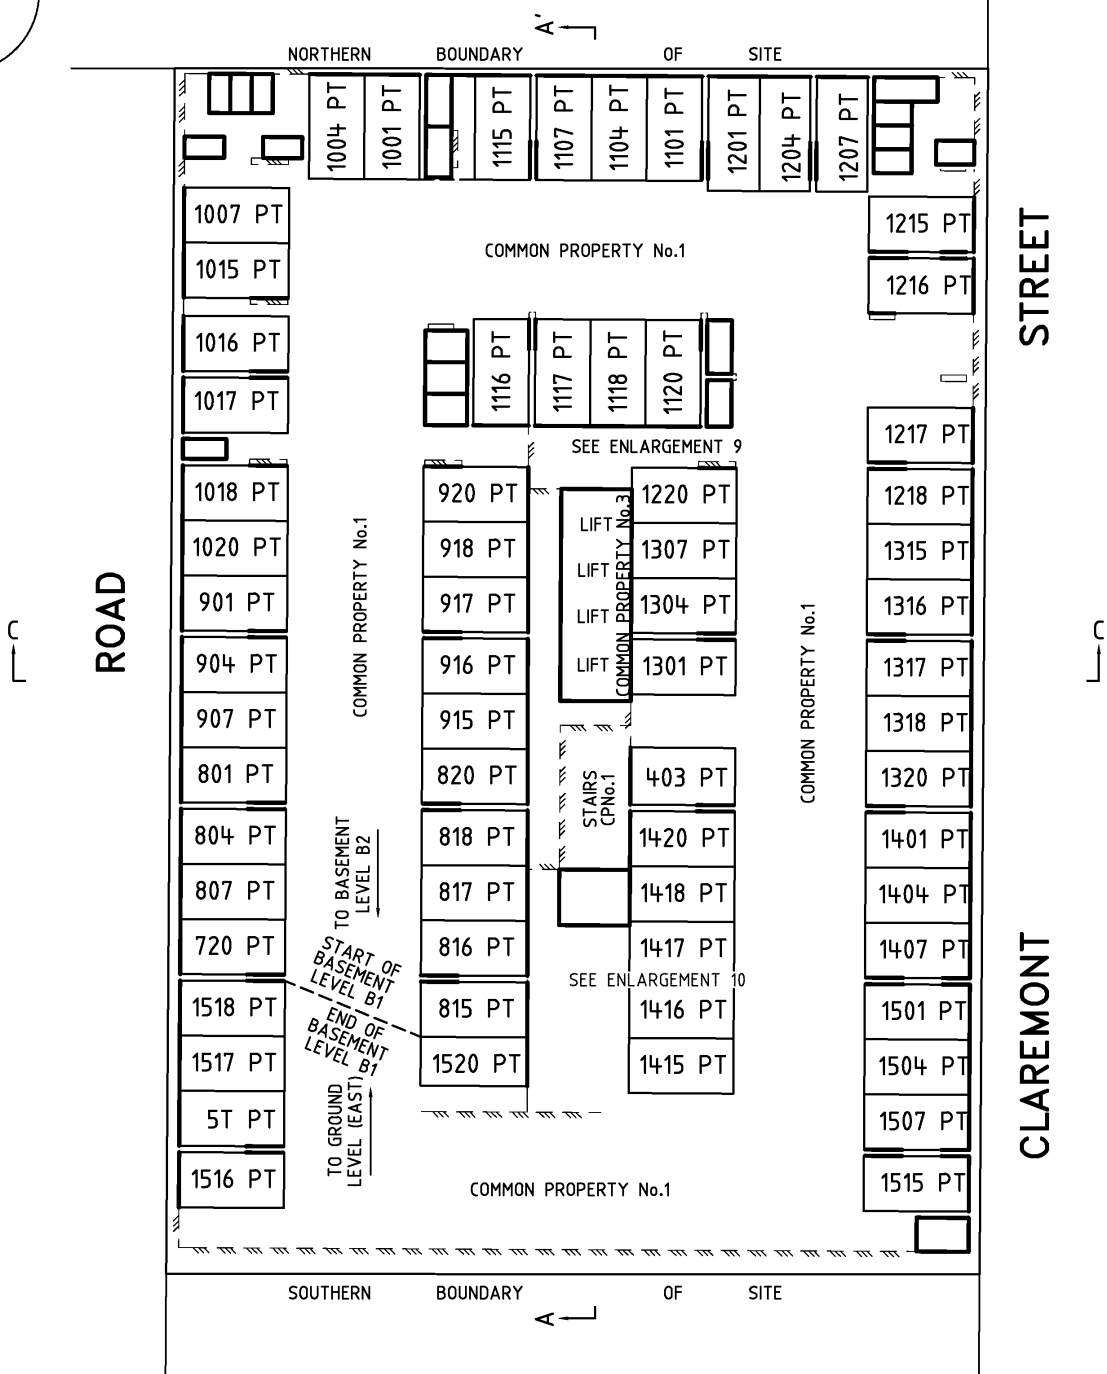 A'
NORTHERN BOUNDARY OF SITE
1004 PT
1001 PT
1115 PT
1107 PT
1104 PT
1101 PT
1201 PT
1204 PT
1207 PT
1007 PT
1015 PT
1016 PT
1017 PT
COMMON PROPERTY No.1
1215 PT
1216 PT
STREET
1116 PT
1117 PT
1118 PT
1120 PT
SEE ENLARGEMENT 9
1217 PT
1018 PT
1020 PT
901 PT
904 PT
907 PT
801 PT
804 PT
807 PT
720 PT
1518 PT
1517 PT
5T PT
1516 PT
ROAD
C
COMMON PROPERTY No.1
TO BASEMENT
LEVEL B2
START OF
BASEMENT
LEVEL B1
END OF
BASEMENT
LEVEL B1
TO GROUND
LEVEL (EAST)
920 PT
918 PT
917 PT
916 PT
915 PT
820 PT
818 PT
817 PT
816 PT
815 PT
1520 PT
LIFT
LIFT
LIFT
LIFT
COMMON PROPERTY No.3
STAIRS
CPNo.1
1220 PT
1307 PT
1304 PT
1301 PT
403 PT
1420 PT
1418 PT
1417 PT
SEE ENLARGEMENT 10
1416 PT
1415 PT
COMMON PROPERTY No.1
1218 PT
1315 PT
1316 PT
1317 PT
1318 PT
1320 PT
1401 PT
1404 PT
1407 PT
1501 PT
1504 PT
1507 PT
1515 PT
C
CLAREMONT
COMMON PROPERTY No.1
SOUTHERN BOUNDARY OF SITE
A